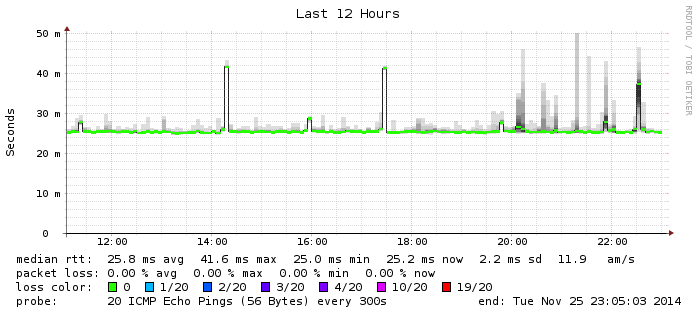 Last 12 Hours
RRDTOOL / TOBI OETIKER
Seconds
50 m
40 m
30 m
20 m
10 m
0
12:00 14:00 16:00 18:00 20:00 22:00
median rtt: 25.8 ms avg 41.6 ms max 25.0 ms min 25.2 ms now 2.2 ms sd 11.9 am/s
packet loss: 0.00 % avg 0.00 % max 0.00 % min 0.00 % now
loss color: 0 1/20 2/20 3/20 4/20 10/20 19/20
probe: 20 ICMP Echo Pings (56 Bytes) every 300s end: Tue Nov 25 23:05:03 2014